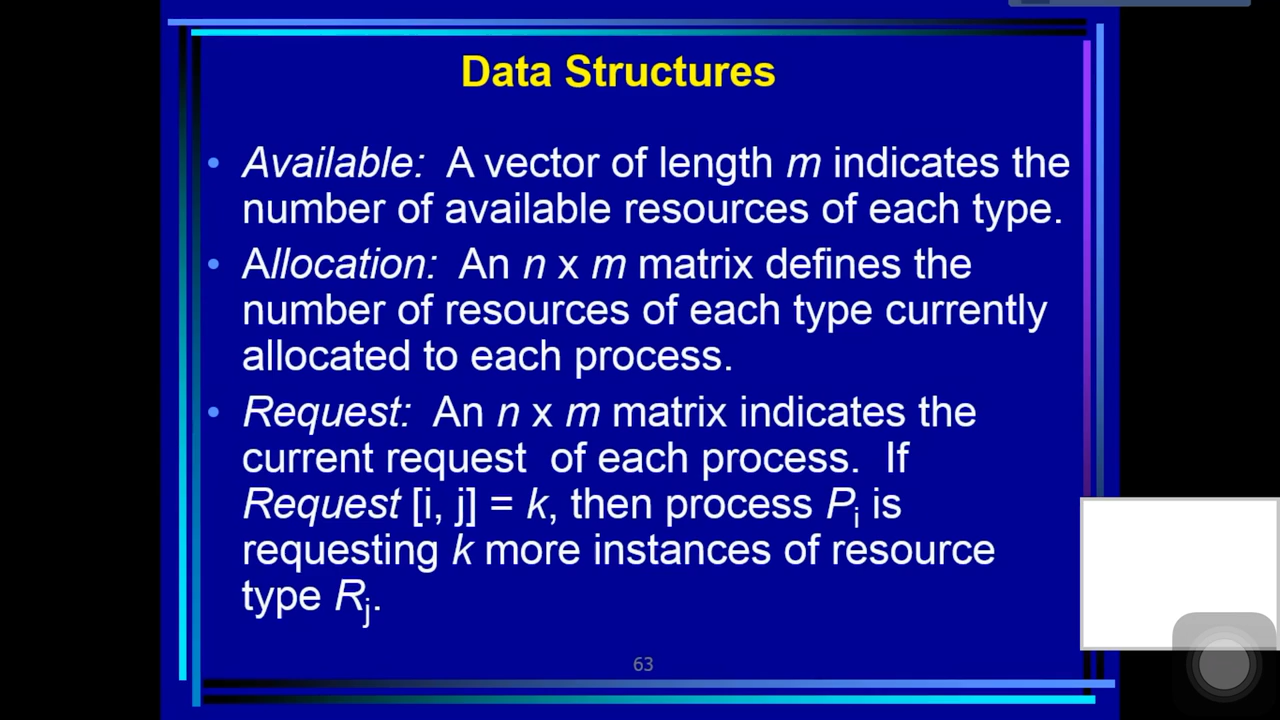 Data Structures
• Available: A vector of length m indicates the
number of available resources of each type.
• Allocation: An n x m matrix defines the
number of resources of each type currently
allocated to each process.
• Request: An n x m matrix indicates the
current request of each process. If
Request [i, j] = k, then process Pi is
requesting k more instances of resource
type Rj.
63